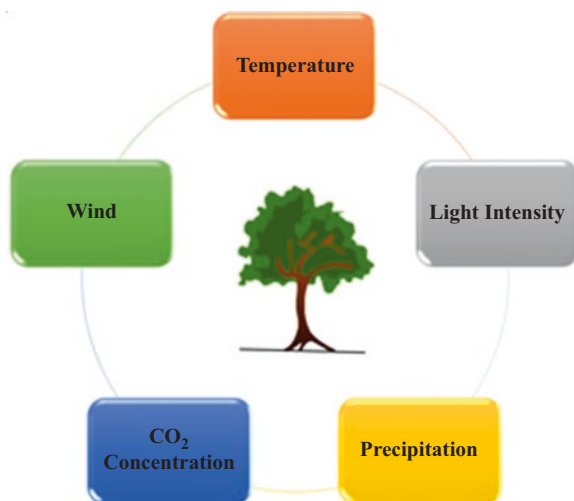 Temperature
Wind
Light Intensity
CO₂
Concentration
Precipitation